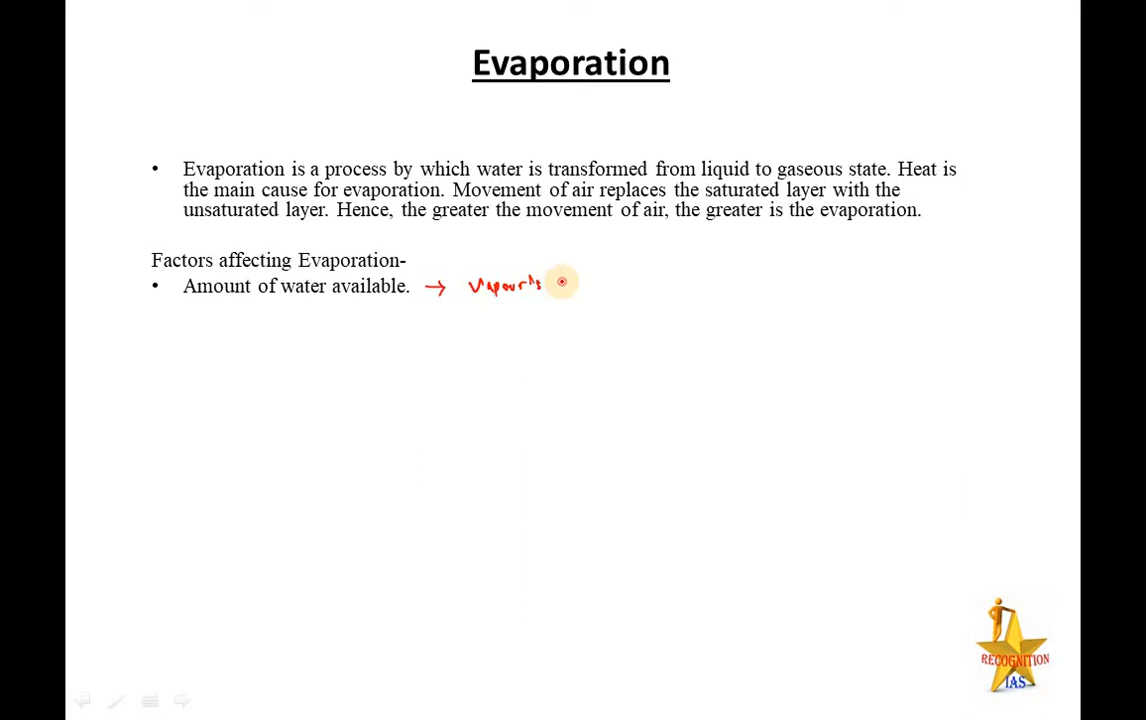 Evaporation
• Evaporation is a process by which water is transformed from liquid to gaseous state. Heat is
the main cause for evaporation. Movement of air replaces the saturated layer with the
unsaturated layer. Hence, the greater the movement of air, the greater is the evaporation.
Factors affecting Evaporation-
• Amount of water available. →
RECOGNITION
IAS